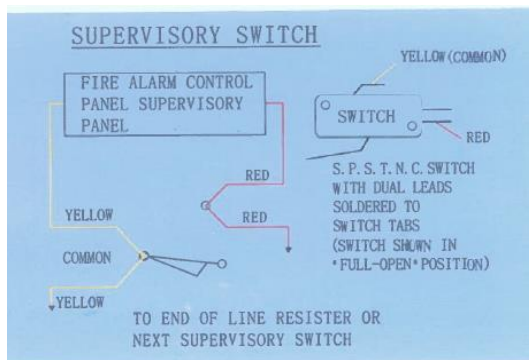 SUPERVISORY SWITCH
YELLOW(COMMON)
FIRE ALARM CONTROL
PANEL SUPERVISORY
PANEL
SWITCH
RED
S.P.S.T.N.C. SWITCH
WITH DUAL LEADS
SOLDERED TO
SWITCH TABS
(SWITCH SHOWN IN
"FULL-OPEN" POSITION)
RED
RED
YELLOW
COMMON
YELLOW
TO END OF LINE RESISTER OR
NEXT SUPERVISORY SWITCH